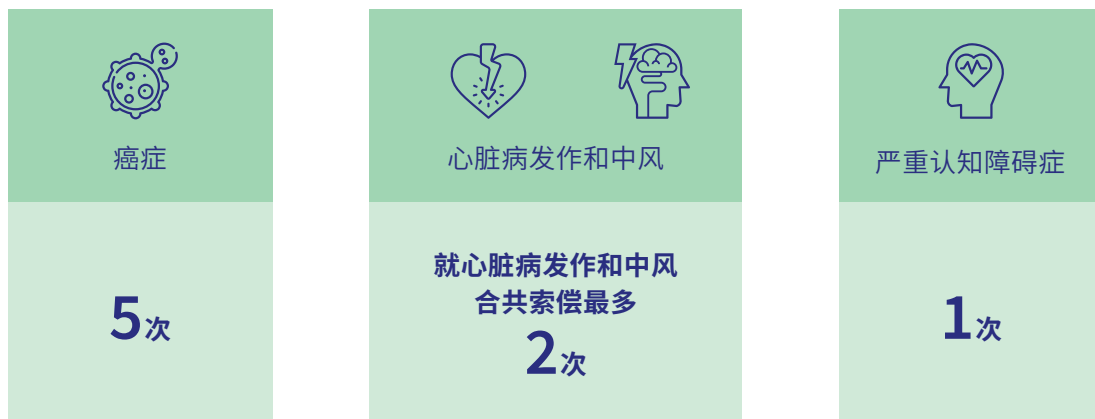 癌症
5次
心脏病发作和中风
就心脏病发作和中风
合共索偿最多
2次
严重认知障碍症
1次